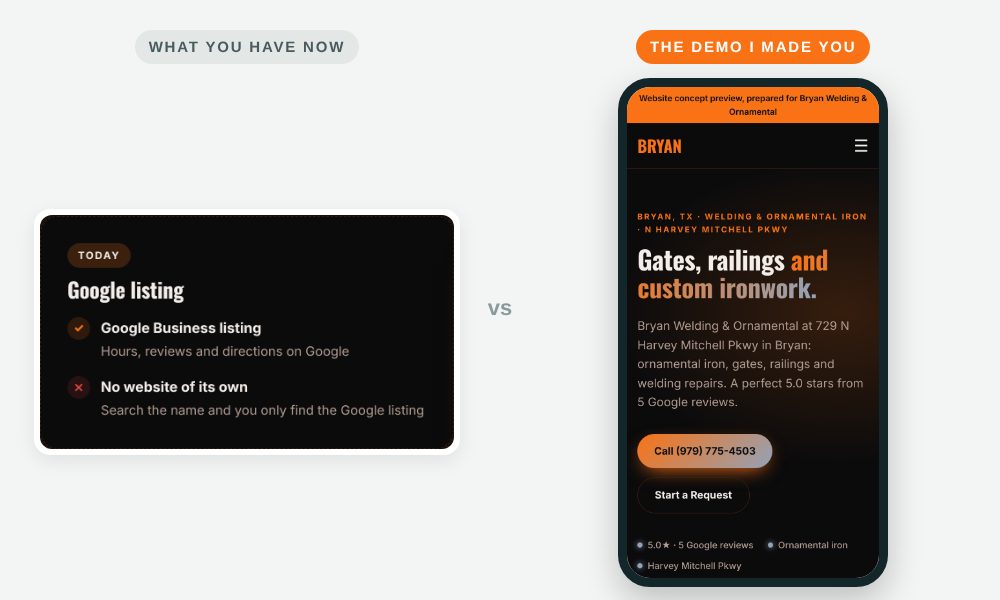 WHAT YOU HAVE NOW
TODAY
Google listing
Google Business listing
Hours, reviews and directions on Google
No website of its own
Search the name and you only find the Google listing
vs
THE DEMO I MADE YOU
Website concept preview, prepared for Bryan Welding &
Ornamental
BRYAN
BRYAN, TX · WELDING & ORNAMENTAL IRON
· N HARVEY MITCHELL PKWY
Gates, railings and
custom ironwork.
Bryan Welding & Ornamental at 729 N
Harvey Mitchell Pkwy in Bryan:
ornamental iron, gates, railings and
welding repairs. A perfect 5.0 stars from
5 Google reviews.
Call (979) 775-4503
Start a Request
5.0★ · 5 Google reviews
Ornamental iron
Harvey Mitchell Pkwy